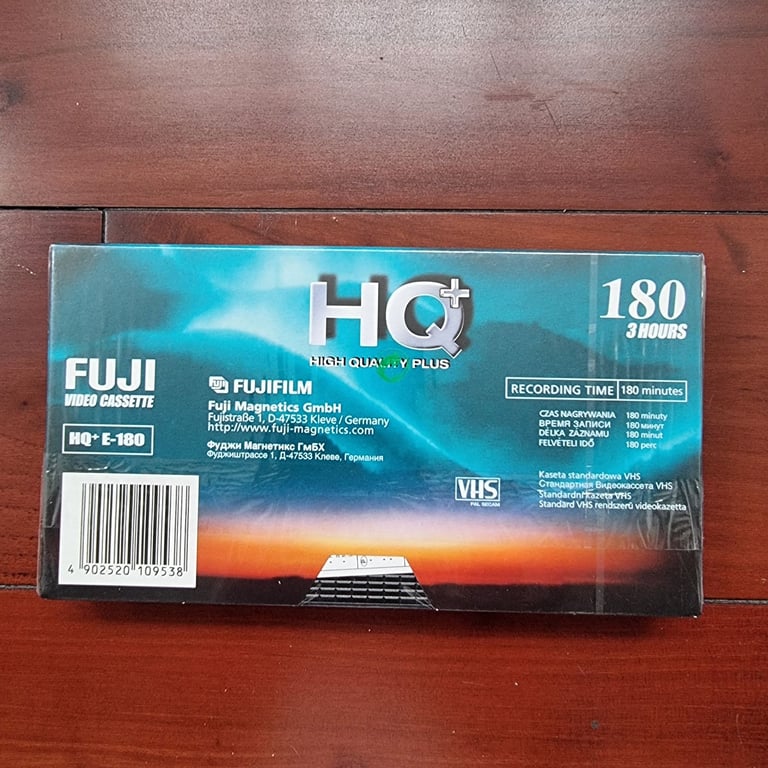 HQ+
HIGH QUALITY PLUS
180
3 HOURS
FUJI
VIDEO CASSETTE
HQ+ E-180
FUJI FUJIFILM
Fuji Magnetics GmbH
Fujistraße 1, D-47533 Kleve / Germany
http://www.fuji-magnetics.com
Фуджи Магнетикс ГмБХ
Фуджиштрассе 1, Д-47533 Клеве, Германия
RECORDING TIME 180 minutes
CZAS NAGRYWANIA 180 minuty
ВРЕМЯ ЗАПИСИ 180 минут
DÉLKA ZÁZNAMU 180 minut
FELVÉTELI IDŐ 180 perc
VHS
PAL SECAM
Kaseta standardowa VHS
Стандартная Видеокассета VHS
Standardní kazeta VHS
Standard VHS rendszerű videokazetta
4 902520 109538